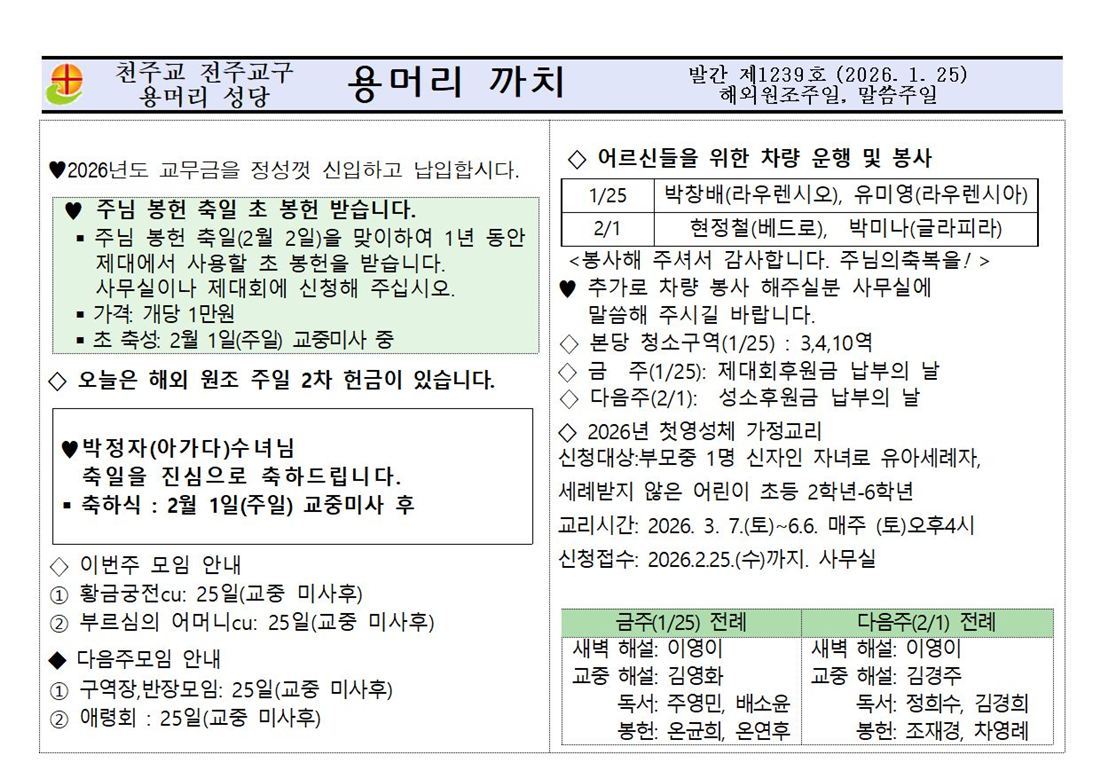 천주교 전주교구
용머리 성당
용머리 까치
발간 제1239호 (2026. 1. 25)
해외원조주일, 말씀주일
♥2026년도 교무금을 정성껏 신입하고 납입합시다.
♥ 주님 봉헌 축일 초 봉헌 받습니다.
▪ 주님 봉헌 축일(2월 2일)을 맞이하여 1년 동안
제대에서 사용할 초 봉헌을 받습니다.
사무실이나 제대회에 신청해 주십시오.
▪ 가격: 개당 1만원
▪ 초 축성: 2월 1일(주일) 교중미사 중
◇ 오늘은 해외 원조 주일 2차 헌금이 있습니다.
♥박정자(아가다)수녀님
축일을 진심으로 축하드립니다.
▪ 축하식 : 2월 1일(주일) 교중미사 후
◇ 이번주 모임 안내
① 황금궁전cu: 25일(교중 미사후)
② 부르심의 어머니cu: 25일(교중 미사후)
◆ 다음주모임 안내
① 구역장,반장모임: 25일(교중 미사후)
② 애령회 : 25일(교중 미사후)
◇ 어르신들을 위한 차량 운행 및 봉사
1/25 박창배(라우렌시오), 유미영(라우렌시아)
2/1 현정철(베드로), 박미나(글라피라)
<봉사해 주셔서 감사합니다. 주님의축복을! >
♥ 추가로 차량 봉사 해주실분 사무실에
말씀해 주시길 바랍니다.
◇ 본당 청소구역(1/25) : 3,4,10역
◇ 금 주(1/25): 제대회후원금 납부의 날
◇ 다음주(2/1): 성소후원금 납부의 날
◇ 2026년 첫영성체 가정교리
신청대상:부모중 1명 신자인 자녀로 유아세례자,
세례받지 않은 어린이 초등 2학년-6학년
교리시간: 2026. 3. 7.(토)~6.6. 매주 (토)오후4시
신청접수: 2026.2.25.(수)까지. 사무실
금주(1/25) 전례 다음주(2/1) 전례
새벽 해설: 이영이 새벽 해설: 이영이
교중 해설: 김영화 교중 해설: 김경주
독서: 주영민, 배소윤 독서: 정희수, 김경희
봉헌: 온균희, 온연후 봉헌: 조재경, 차영례